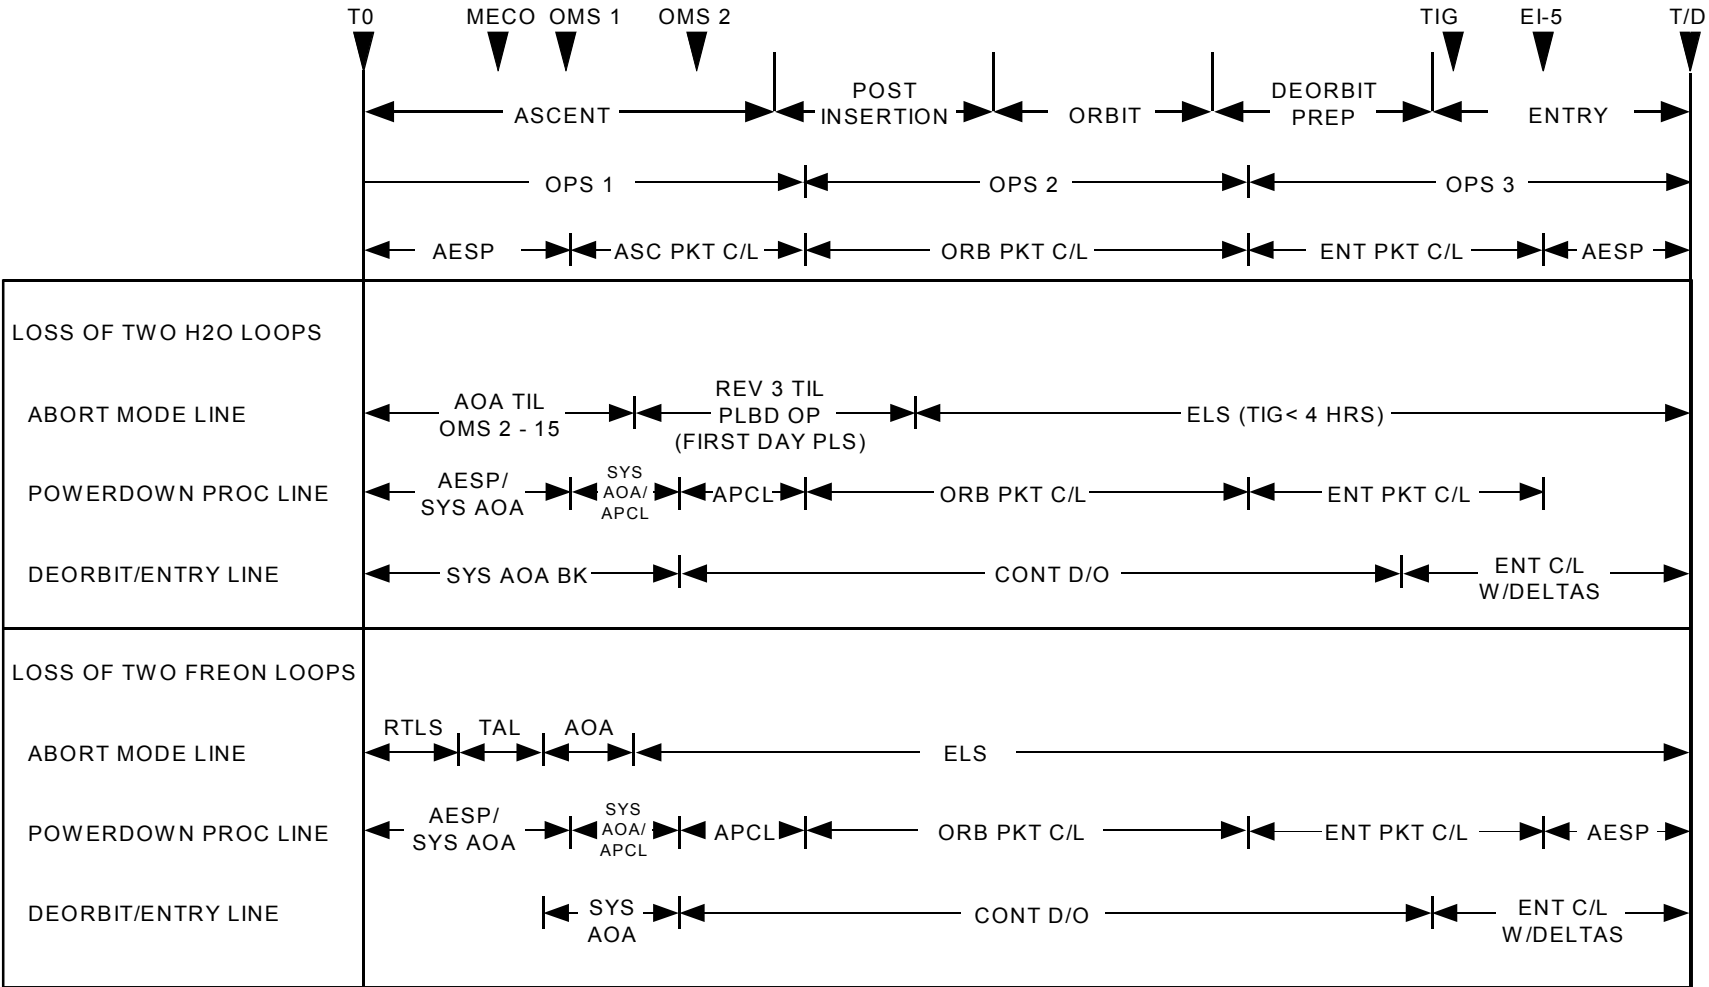 T0 MECO OMS 1 OMS 2 TIG EI-5 T/D
ASCENT
POST
INSERTION
ORBIT
DEORBIT
PREP
ENTRY
OPS 1 OPS 2 OPS 3
AESP ASC PKT C/L ORB PKT C/L ENT PKT C/L AESP
LOSS OF TWO H2O LOOPS
ABORT MODE LINE
AOA TIL
OMS 2 - 15
REV 3 TIL
PLBD OP
(FIRST DAY PLS)
ELS (TIG< 4 HRS)
POWERDOWN PROC LINE
AESP/
SYS AOA
SYS
AOA/
APCL
APCL
ORB PKT C/L
ENT PKT C/L
DEORBIT/ENTRY LINE
SYS AOA BK
CONT D/O
ENT C/L
W/DELTAS
LOSS OF TWO FREON LOOPS
ABORT MODE LINE
RTLS TAL AOA
ELS
POWERDOWN PROC LINE
AESP/
SYS AOA
SYS
AOA/
APCL
APCL
ORB PKT C/L
ENT PKT C/L
AESP
DEORBIT/ENTRY LINE
SYS
AOA
CONT D/O
ENT C/L
W/DELTAS